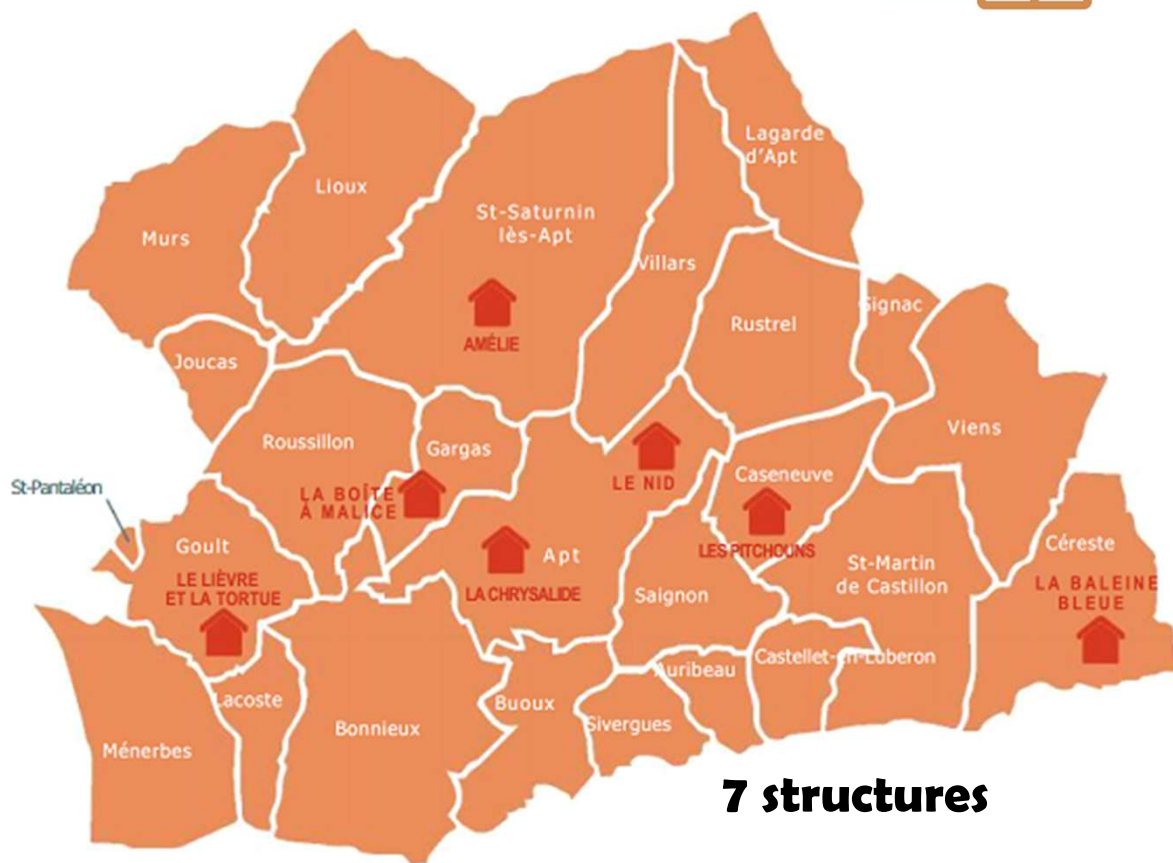 Lagarde
d'Apt
Lioux
St-Saturnin
lès-Apt
Murs
Villars
Gignac
Rustrel
AMÉLIE
Joucas
Roussillon
Gargas
Viens
Caseneuve
LE NID
St-Pantaléon
LA BOÎTE
À MALICE
Goult
Apt
LES PITCHOUNS
Céreste
St-Martin
de Castillon
LE LIÈVRE
ET LA TORTUE
LA CHRYSALIDE
Saignon
LA BALEINE
BLEUE
Castellet-en-Luberon
Auribeau
Lacoste
Buoux
Sivergues
Bonnieux
Ménerbes
7 structures